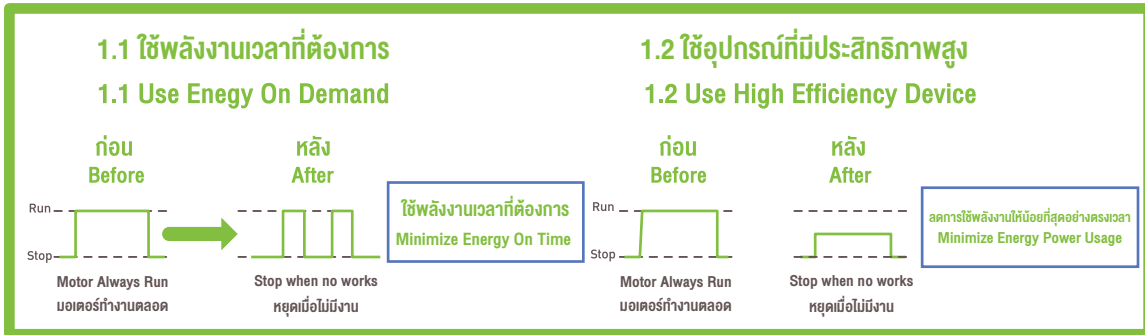 1.1 ใช้พลังงานเวลาที่ต้องการ
1.1 Use Enegy On Demand
ก่อน
Before
หลัง
After
Run
Stop
Motor Always Run
มอเตอร์ทำงานตลอด
Stop when no works
หยุดเมื่อไม่มีงาน
ใช้พลังงานเวลาที่ต้องการ
Minimize Energy On Time
1.2 ใช้อุปกรณ์ที่มีประสิทธิภาพสูง
1.2 Use High Efficiency Device
ก่อน
Before
หลัง
After
Run
Stop
Motor Always Run
มอเตอร์ทำงานตลอด
Stop when no works
หยุดเมื่อไม่มีงาน
ลดการใช้พลังงานให้น้อยที่สุดอย่างตรงเวลา
Minimize Energy Power Usage